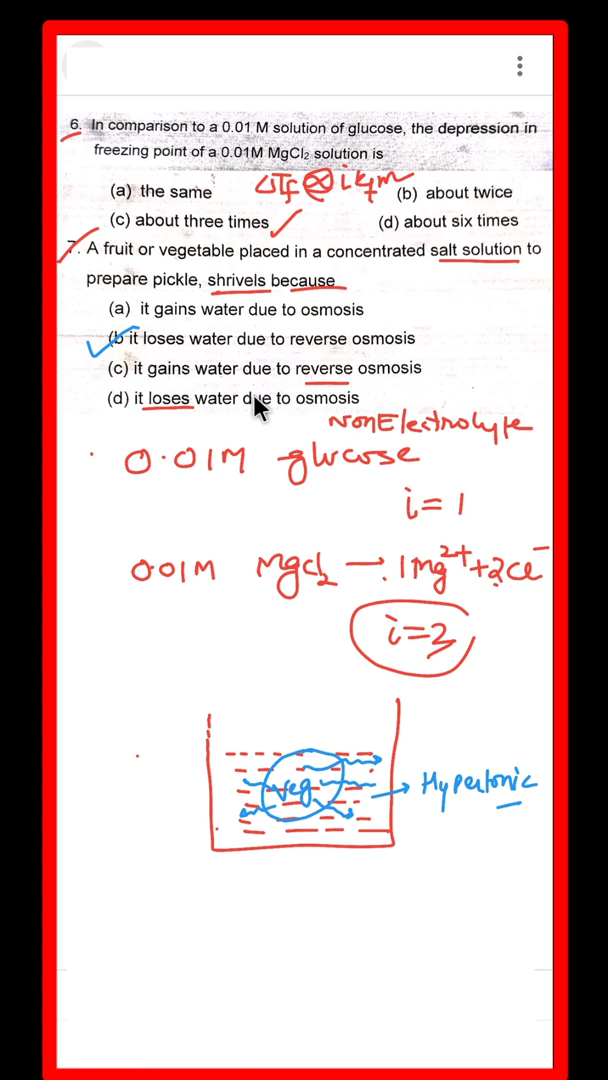 6. In comparison to a 0.01 M solution of glucose, the depression in
freezing point of a 0.01M MgCl₂ solution is
(a) the same ΔTf ∝ i kfm (b) about twice
(c) about three times (d) about six times
7. A fruit or vegetable placed in a concentrated salt solution to
prepare pickle, shrivels because
(a) it gains water due to osmosis
(b it loses water due to reverse osmosis
(c) it gains water due to reverse osmosis
(d) it loses water due to osmosis
NonElectrolyte
0.01M glucose
i = 1
0.01M MgCl₂ → 1Mg²⁺ + 2Cl⁻
i = 3
veg → Hypertonic